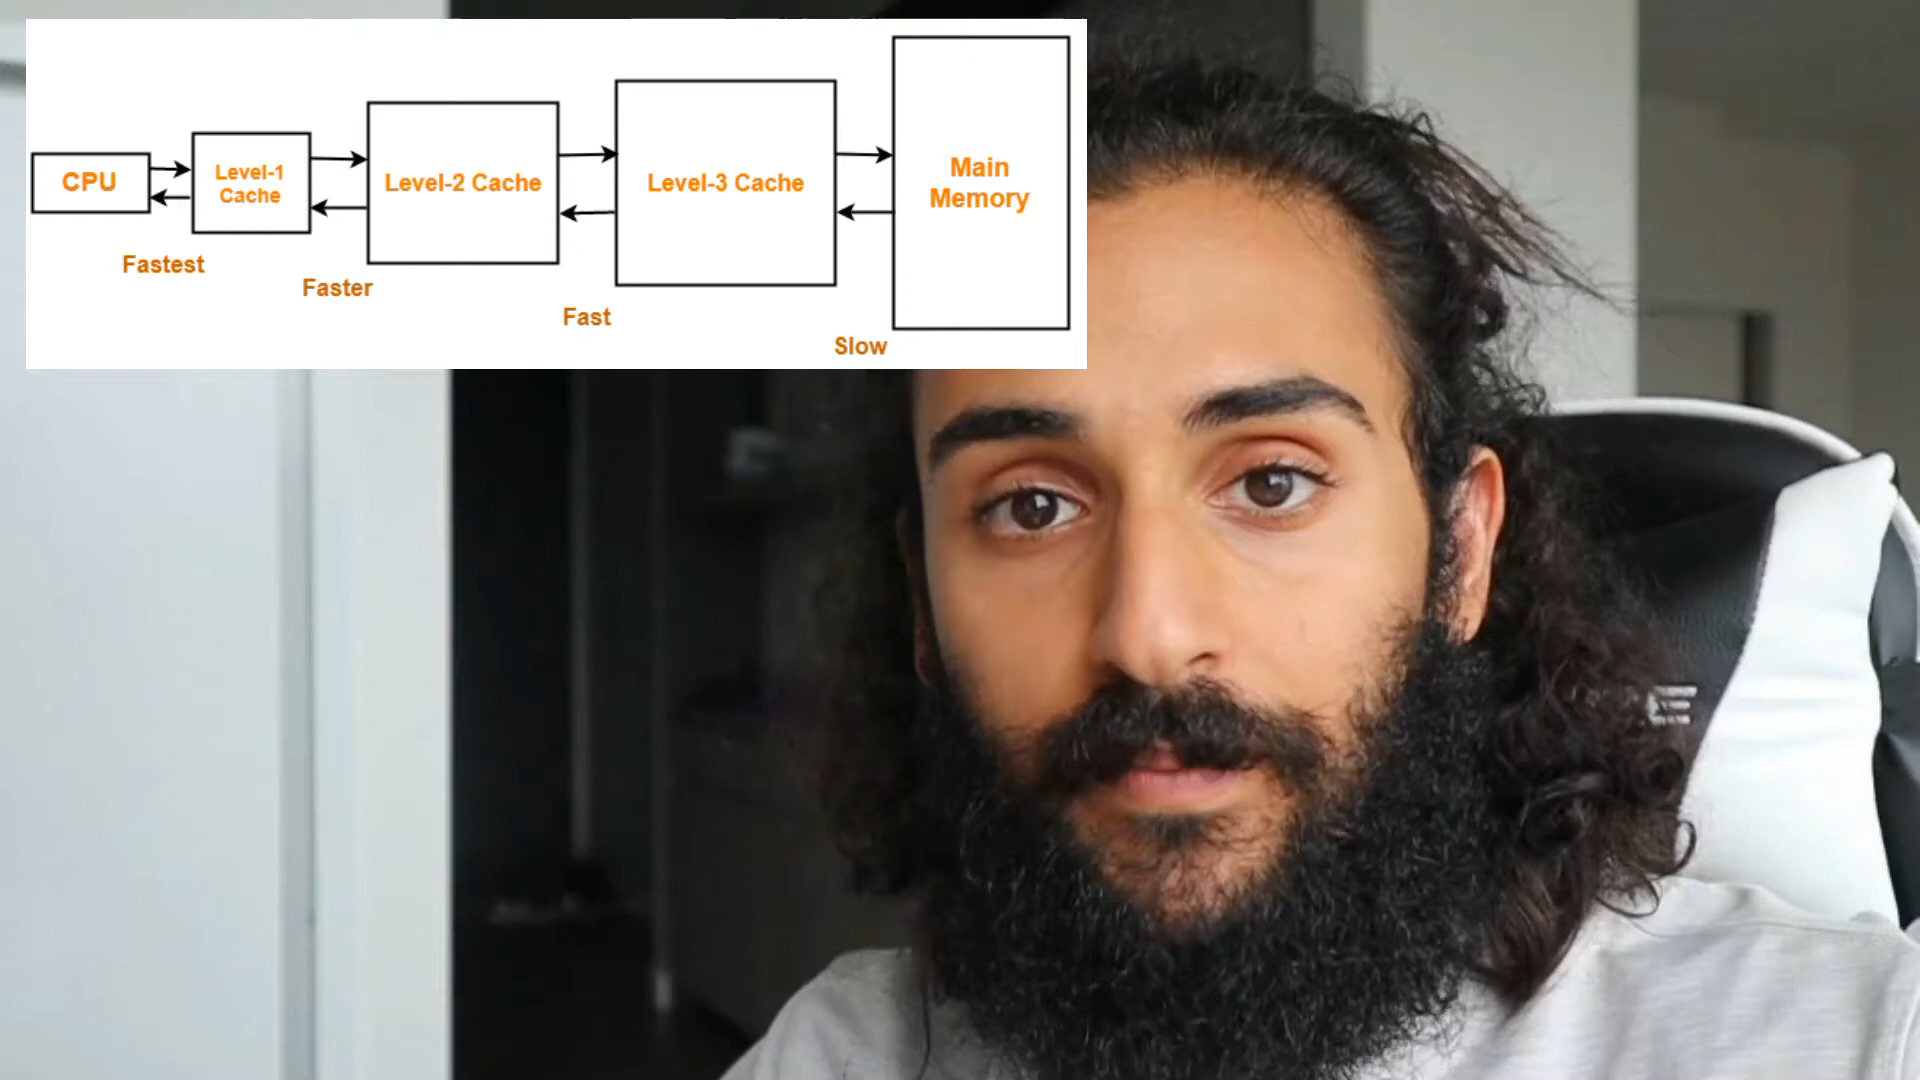 CPU
Level-1
Cache
Level-2 Cache
Level-3 Cache
Main
Memory
Fastest
Faster
Fast
Slow